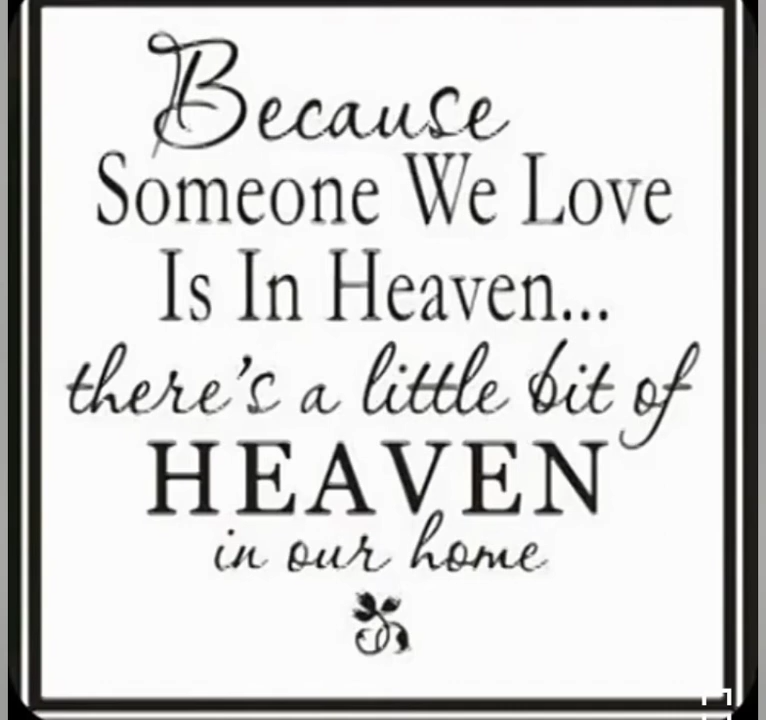 Because
Someone We Love
Is In Heaven...
there's a little bit of
HEAVEN
in our home